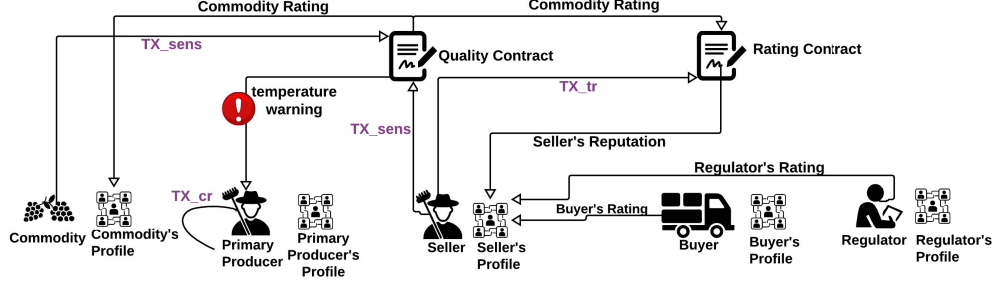 Commodity Rating
Commodity Rating
TX_sens
Quality Contract
Rating Contract
temperature
warning
TX_tr
TX_sens
Seller's Reputation
Regulator's Rating
TX_cr
Buyer's Rating
Commodity
Commodity's
Profile
Primary
Producer
Primary
Producer's
Profile
Seller
Seller's
Profile
Buyer
Buyer's
Profile
Regulator
Regulator's
Profile